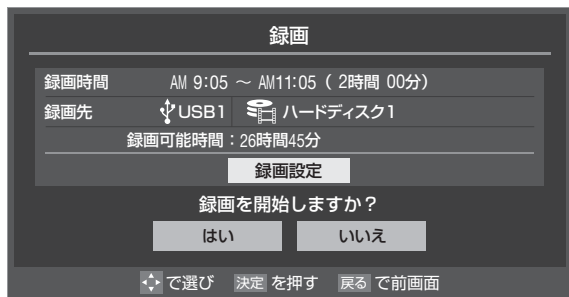 録画
録画時間 AM 9:05 ~ AM11:05 ( 2時間 00分)
録画先 USB1 ハードディスク1
録画可能時間:26時間45分
録画設定
録画を開始しますか?
はい いいえ
で選び 決定 を押す 戻る で前画面